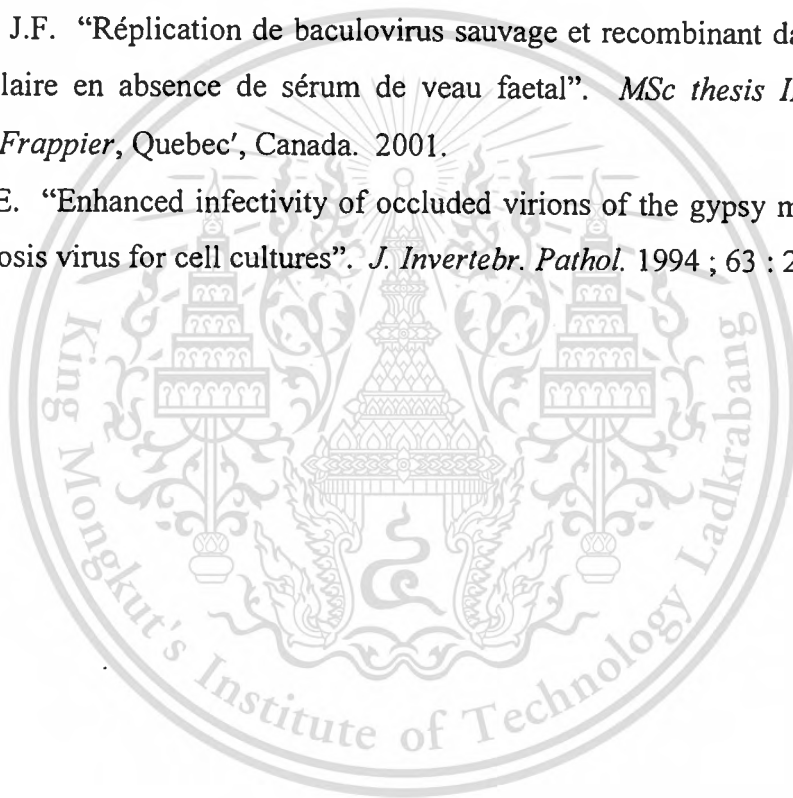 J.F. “Réplication de baculovirus sauvage et recombinant da
laire en absence de sérum de veau faetal”. MSc thesis I
Frappier, Quebec′, Canada. 2001.
E. “Enhanced infectivity of occluded virions of the gypsy m
osis virus for cell cultures”. J. Invertebr. Pathol. 1994 ; 63 : 2
King Mongkut's Institute of Technology Ladkrabang